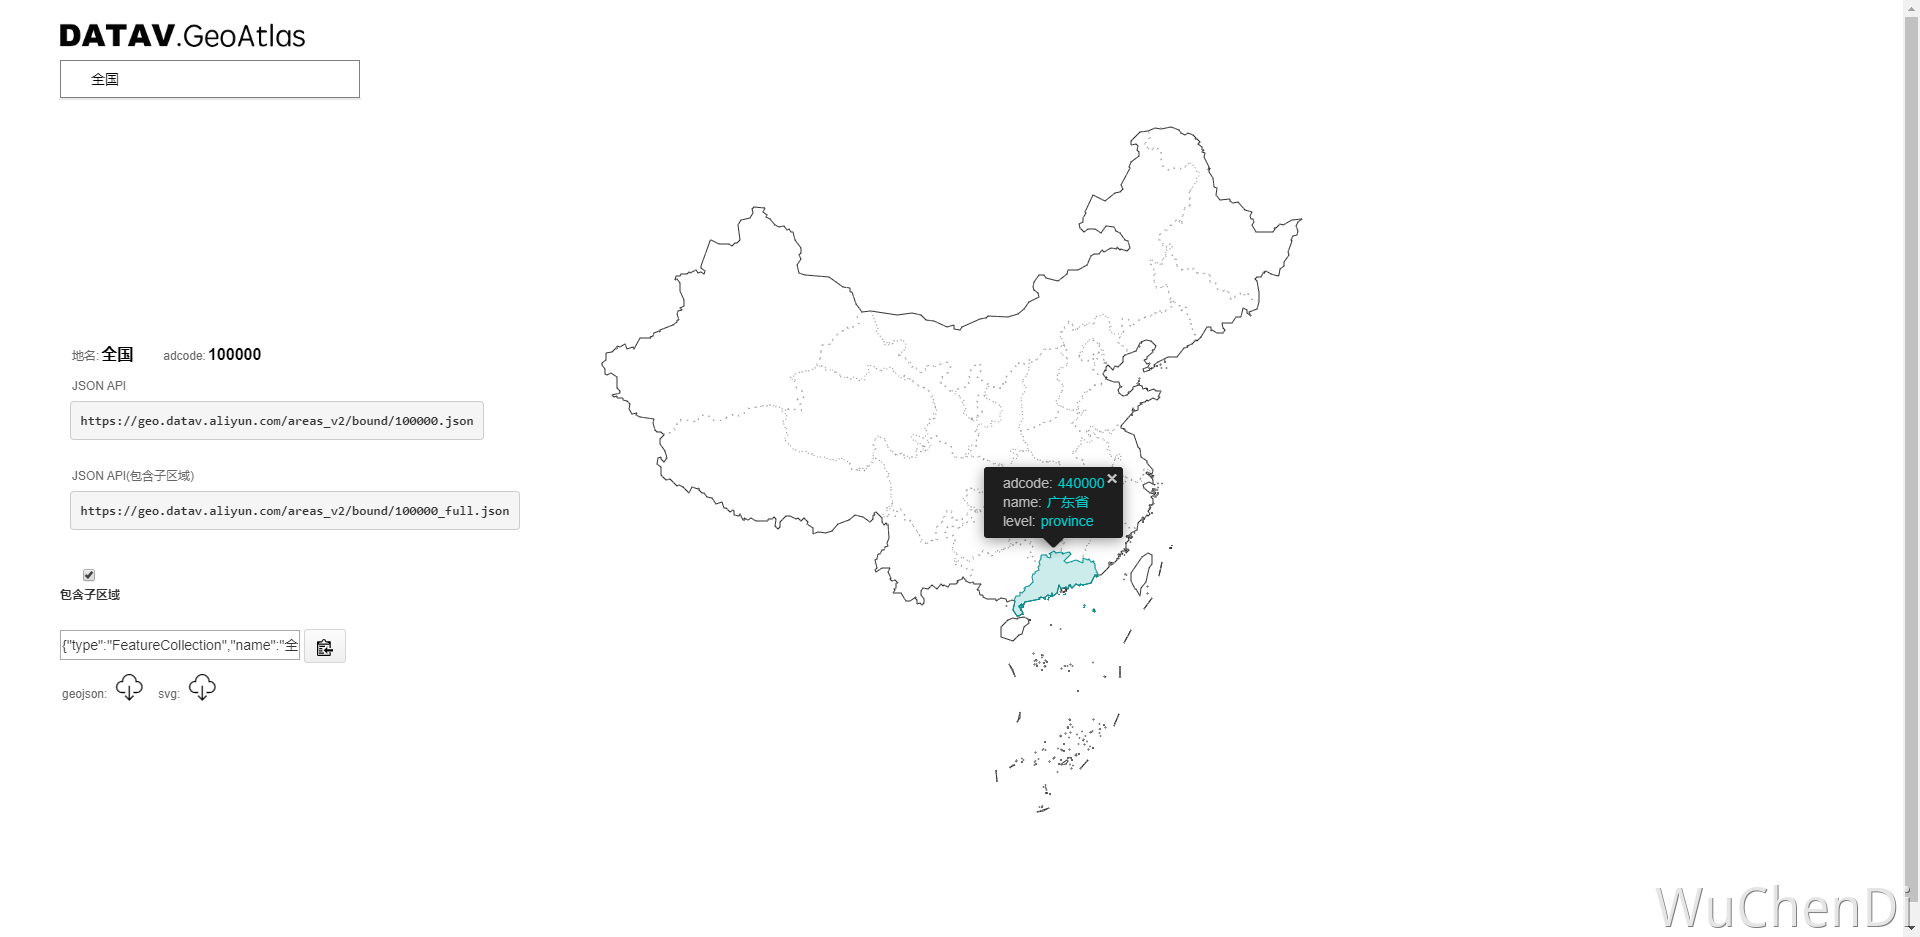 DATAV.GeoAtlas
全国
地名: 全国 adcode: 100000
JSON API
https://geo.datav.aliyun.com/areas_v2/bound/100000.json
JSON API(包含子区域)
https://geo.datav.aliyun.com/areas_v2/bound/100000_full.json
包含子区域
{"type":"FeatureCollection","name":"全
geojson: svg:
adcode: 440000
name: 广东省
level: province
WuChenDi